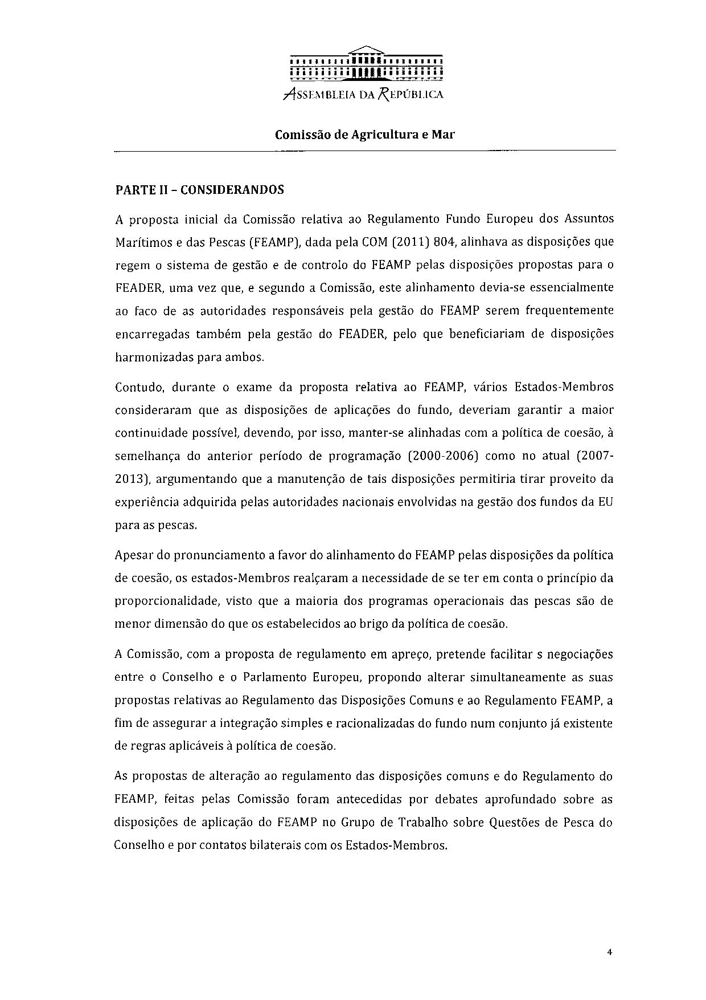 ASSEMBLEIA DA REPÚBLICA
Comissão de Agricultura e Mar
PARTE II – CONSIDERANDOS
A proposta inicial da Comissão relativa ao Regulamento Fundo Europeu dos Assuntos
Marítimos e das Pescas (FEAMP), dada pela COM (2011) 804, alinhava as disposições que
regem o sistema de gestão e de controlo do FEAMP pelas disposições propostas para o
FEADER, uma vez que, e segundo a Comissão, este alinhamento devia-se essencialmente
ao faco de as autoridades responsáveis pela gestão do FEAMP serem frequentemente
encarregadas também pela gestão do FEADER, pelo que beneficiariam de disposições
harmonizadas para ambos.
Contudo, durante o exame da proposta relativa ao FEAMP, vários Estados-Membros
consideraram que as disposições de aplicações do fundo, deveriam garantir a maior
continuidade possível, devendo, por isso, manter-se alinhadas com a política de coesão, à
semelhança do anterior período de programação (2000-2006) como no atual (2007-
2013), argumentando que a manutenção de tais disposições permitiria tirar proveito da
experiência adquirida pelas autoridades nacionais envolvidas na gestão dos fundos da EU
para as pescas.
Apesar do pronunciamento a favor do alinhamento do FEAMP pelas disposições da política
de coesão, os estados-Membros realçaram a necessidade de se ter em conta o princípio da
proporcionalidade, visto que a maioria dos programas operacionais das pescas são de
menor dimensão do que os estabelecidos ao brigo da política de coesão.
A Comissão, com a proposta de regulamento em apreço, pretende facilitar s negociações
entre o Conselho e o Parlamento Europeu, propondo alterar simultaneamente as suas
propostas relativas ao Regulamento das Disposições Comuns e ao Regulamento FEAMP, a
fim de assegurar a integração simples e racionalizadas do fundo num conjunto já existente
de regras aplicáveis à política de coesão.
As propostas de alteração ao regulamento das disposições comuns e do Regulamento do
FEAMP, feitas pelas Comissão foram antecedidas por debates aprofundado sobre as
disposições de aplicação do FEAMP no Grupo de Trabalho sobre Questões de Pesca do
Conselho e por contatos bilaterais com os Estados-Membros.
4